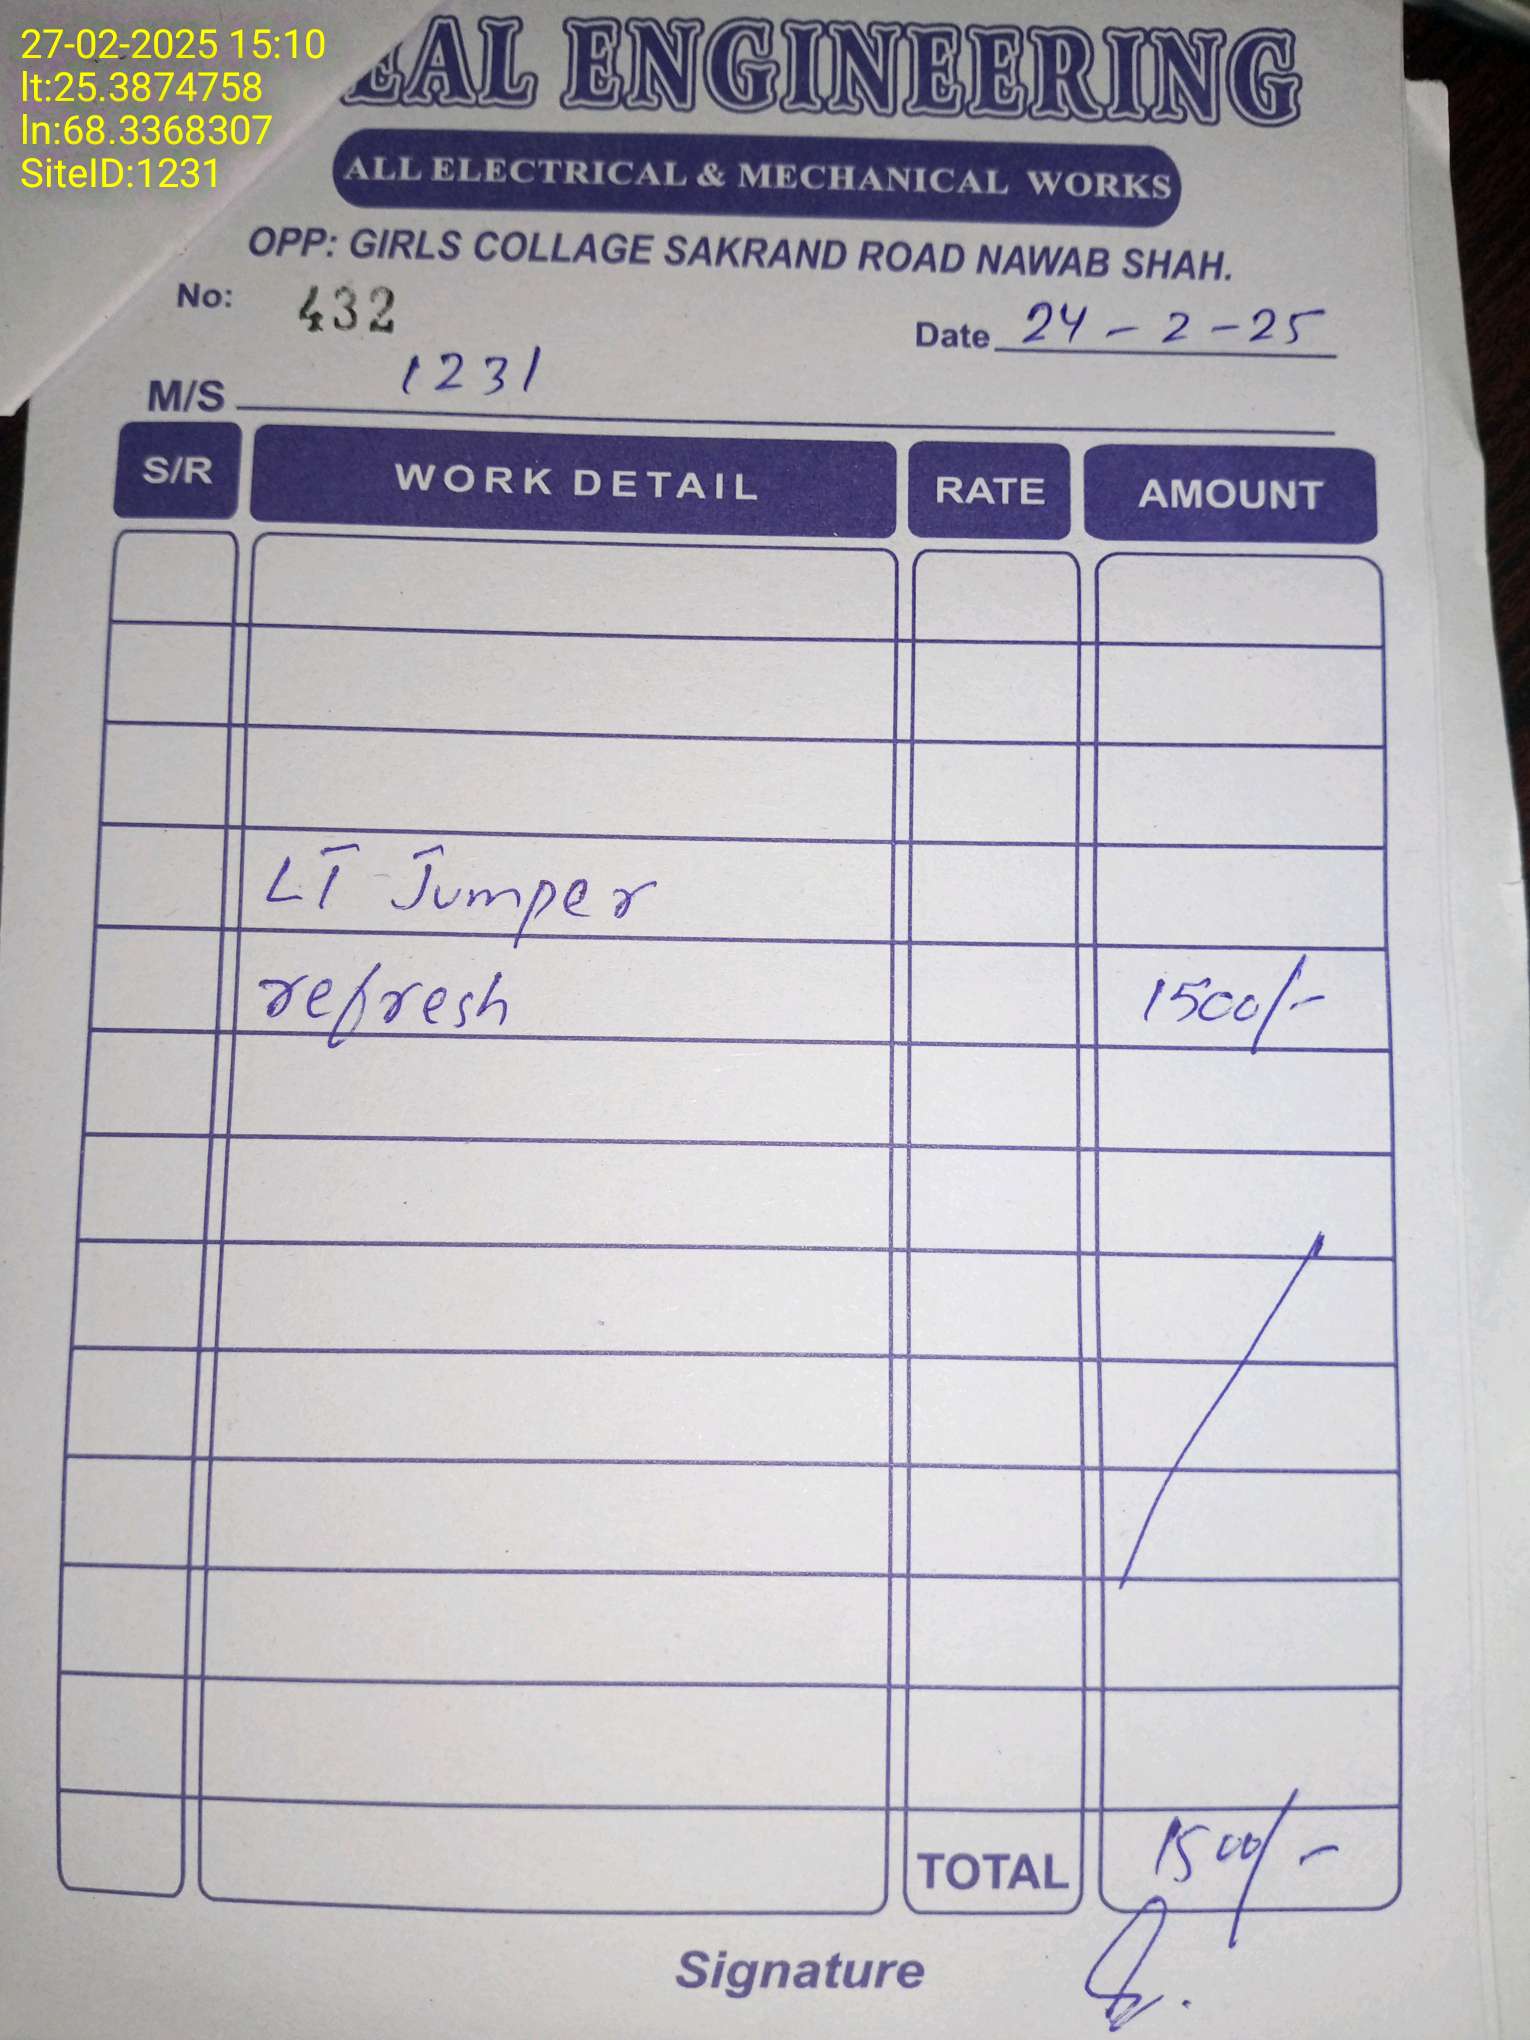 27-02-2025 15:10
lt:25.3874758
ln:68.3368307
SiteID:1231
EAL ENGINEERING
ALL ELECTRICAL & MECHANICAL WORKS
OPP: GIRLS COLLAGE SAKRAND ROAD NAWAB SHAH.
No: 432
Date 24-2-25
M/S 1231
S/R WORK DETAIL RATE AMOUNT
LT Jumper
refresh 1500/-
TOTAL 1500/-
Signature